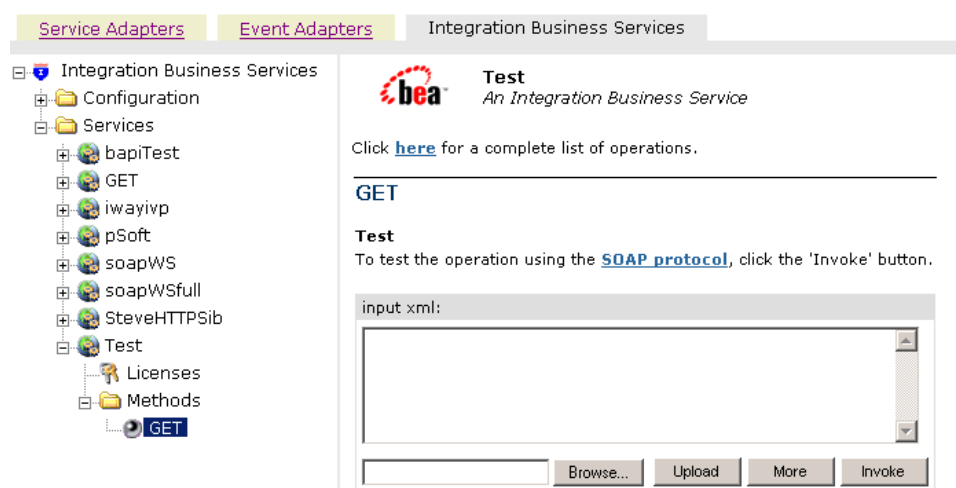 Service Adapters Event Adapters Integration Business Services
Integration Business Services
Configuration
Services
bapiTest
GET
iwayivp
pSoft
soapWS
soapWSfull
SteveHTTPSib
Test
Licenses
Methods
GET
bea
Test
An Integration Business Service
Click here for a complete list of operations.
GET
Test
To test the operation using the SOAP protocol, click the 'Invoke' button.
input xml:
Browse... Upload More Invoke